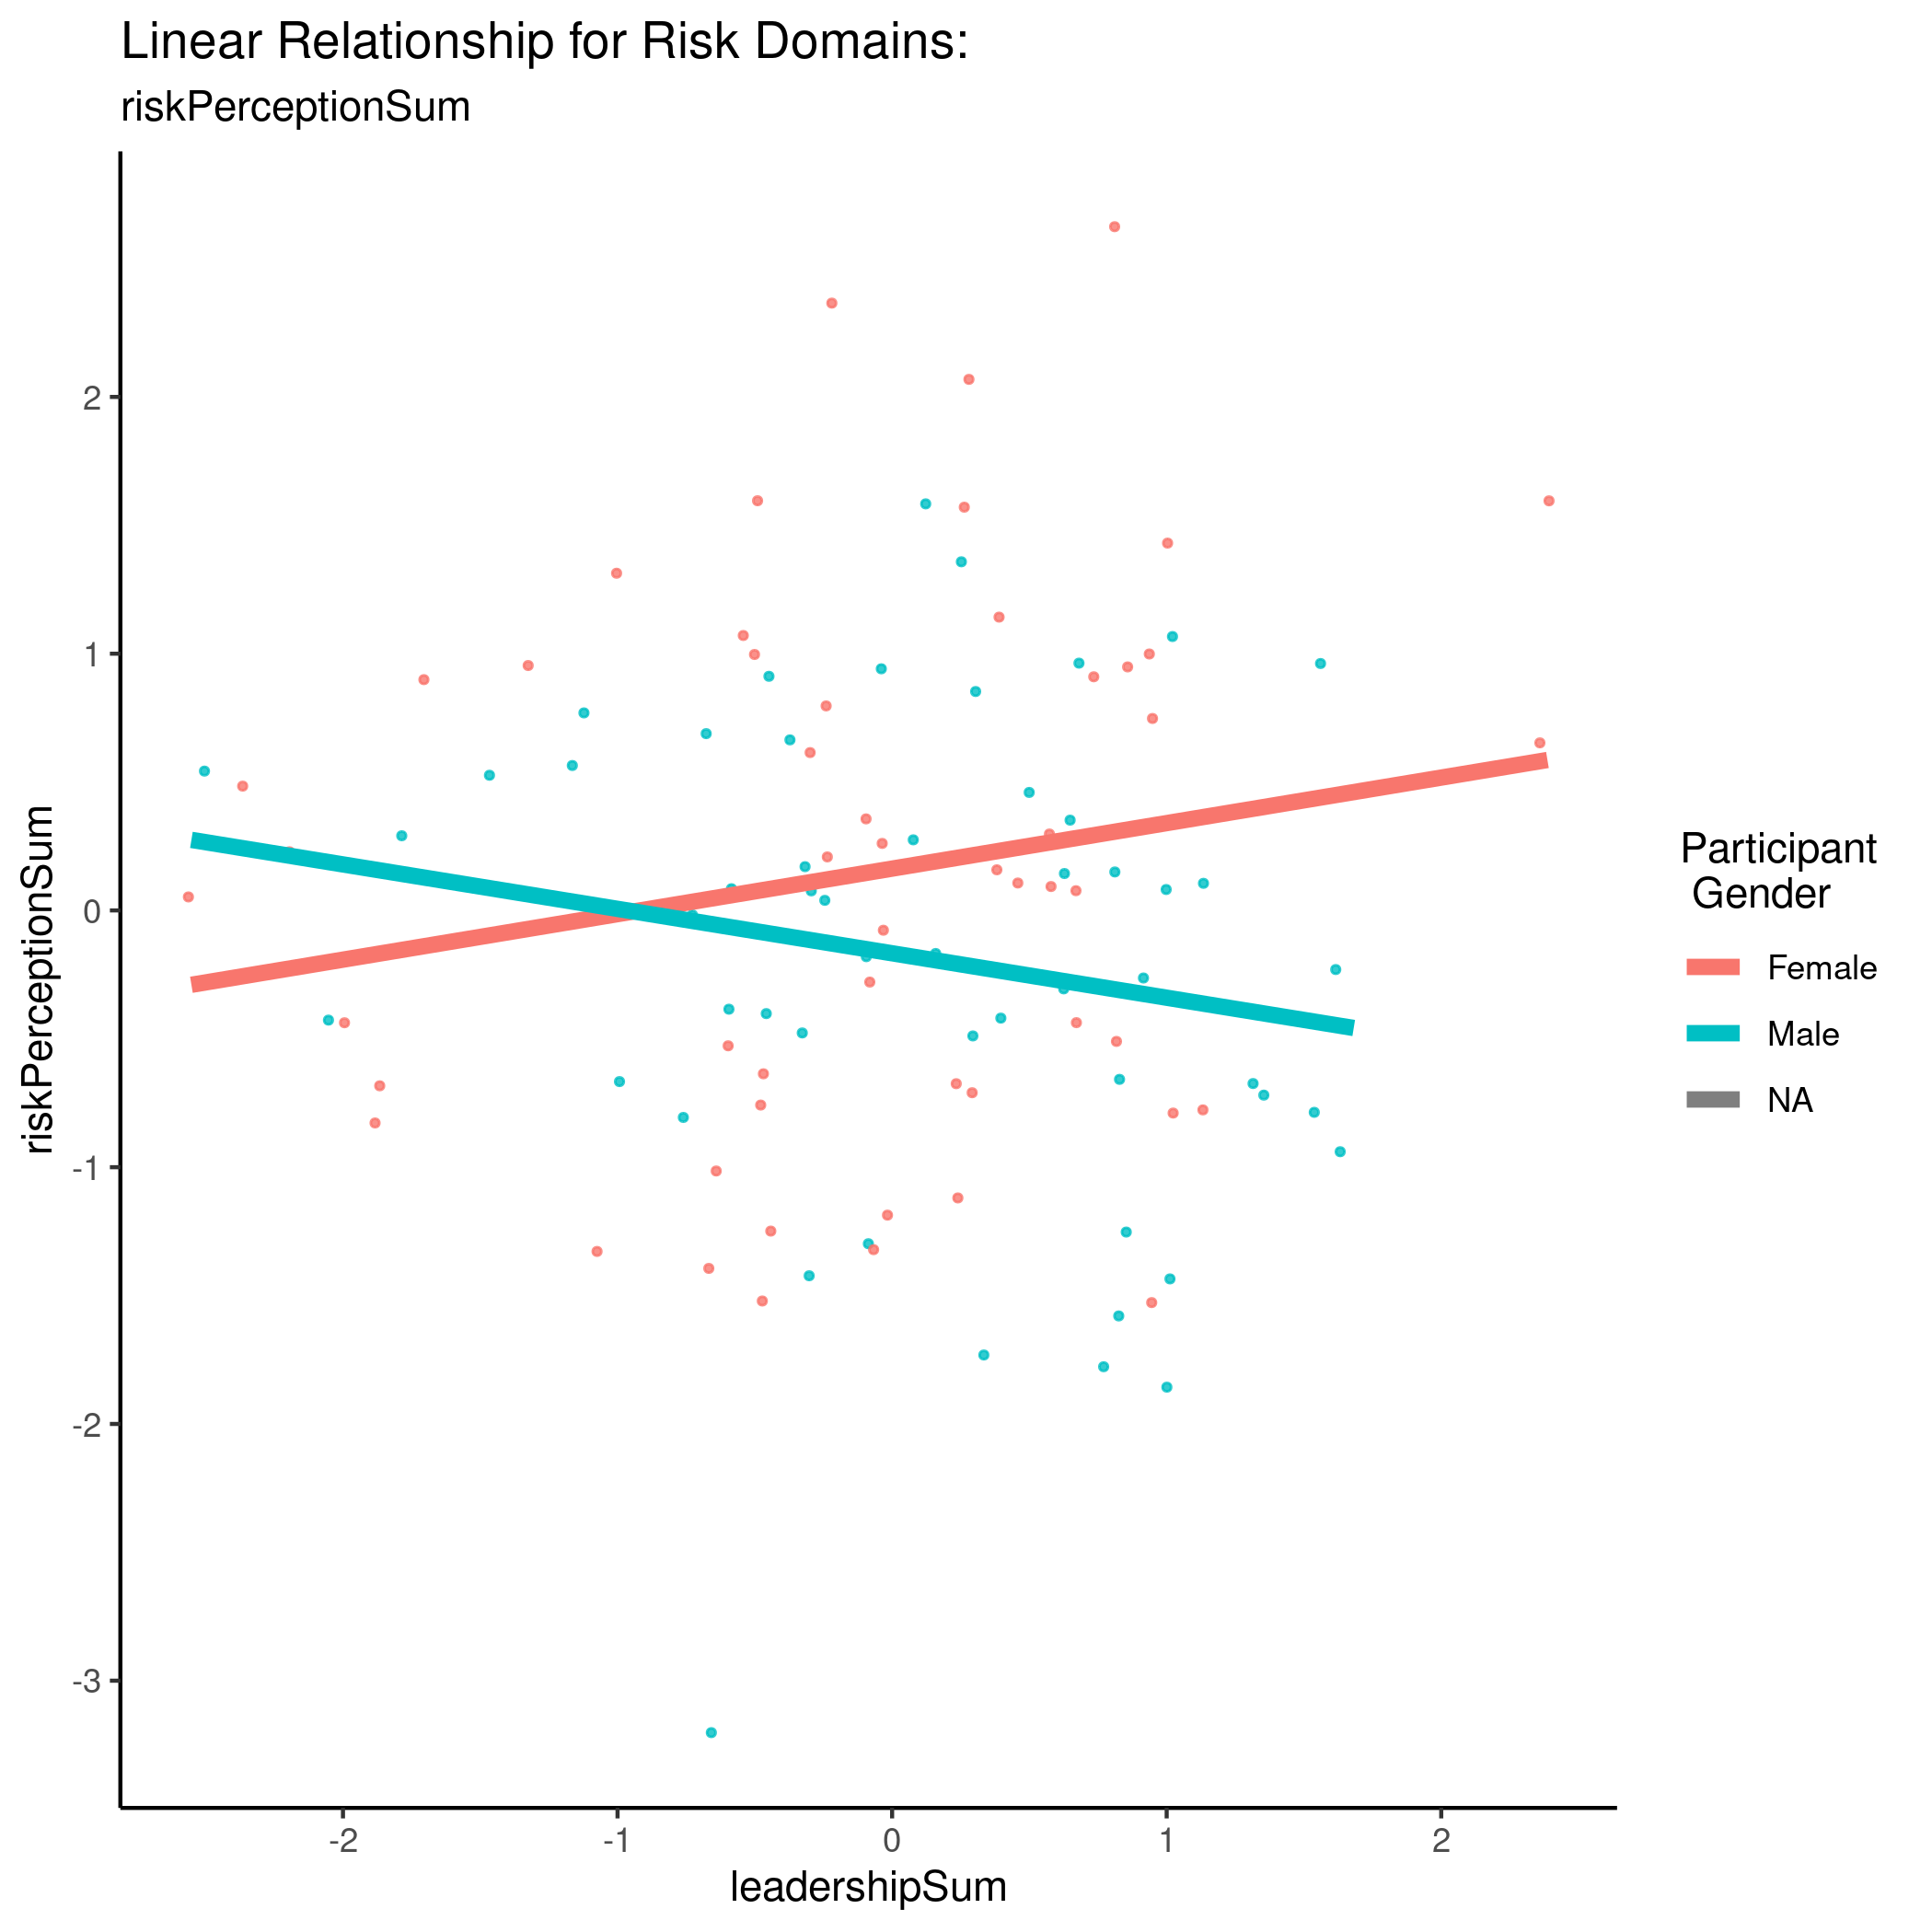 Linear Relationship for Risk Domains:
riskPerceptionSum
riskPerceptionSum
2
1
0
-1
-2
-3
-2
-1
0
1
2
leadershipSum
Participant
Gender
Female
Male
NA